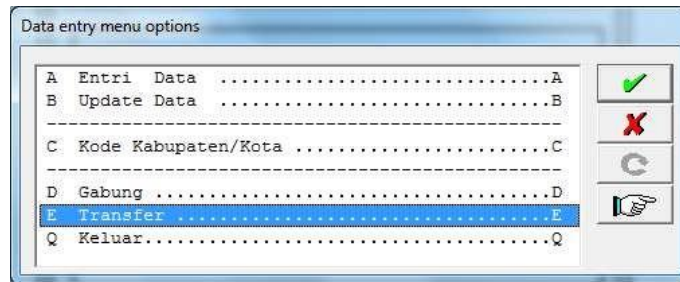 Data entry menu options
A Entri Data ...............................A
B Update Data ...............................B
------------------------------------------------
C Kode Kabupaten/Kota ........................C
------------------------------------------------
D Gabung .....................................D
E Transfer ...................................E
Q Keluar......................................Q